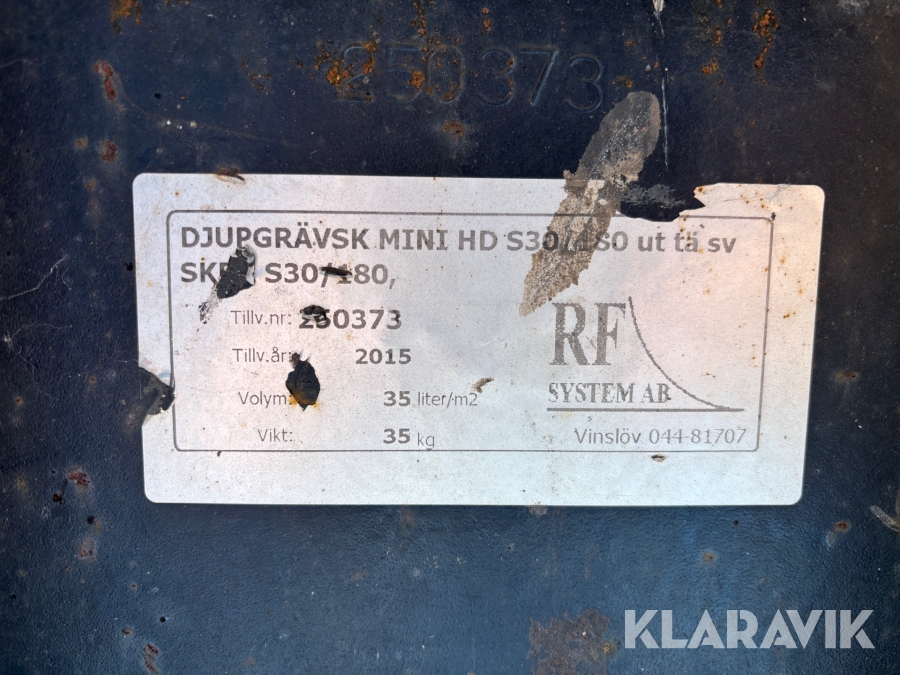 250373
DJUPGRÄVSK MINI HD S30/180 ut tä sv
S30/180,
Tillv.nr: 250373
Tillv.år: 2015
Volym: 35 liter/m2
Vikt: 35 kg
RF
SYSTEM AB
Vinslöv 044-81707
KLARAVIK